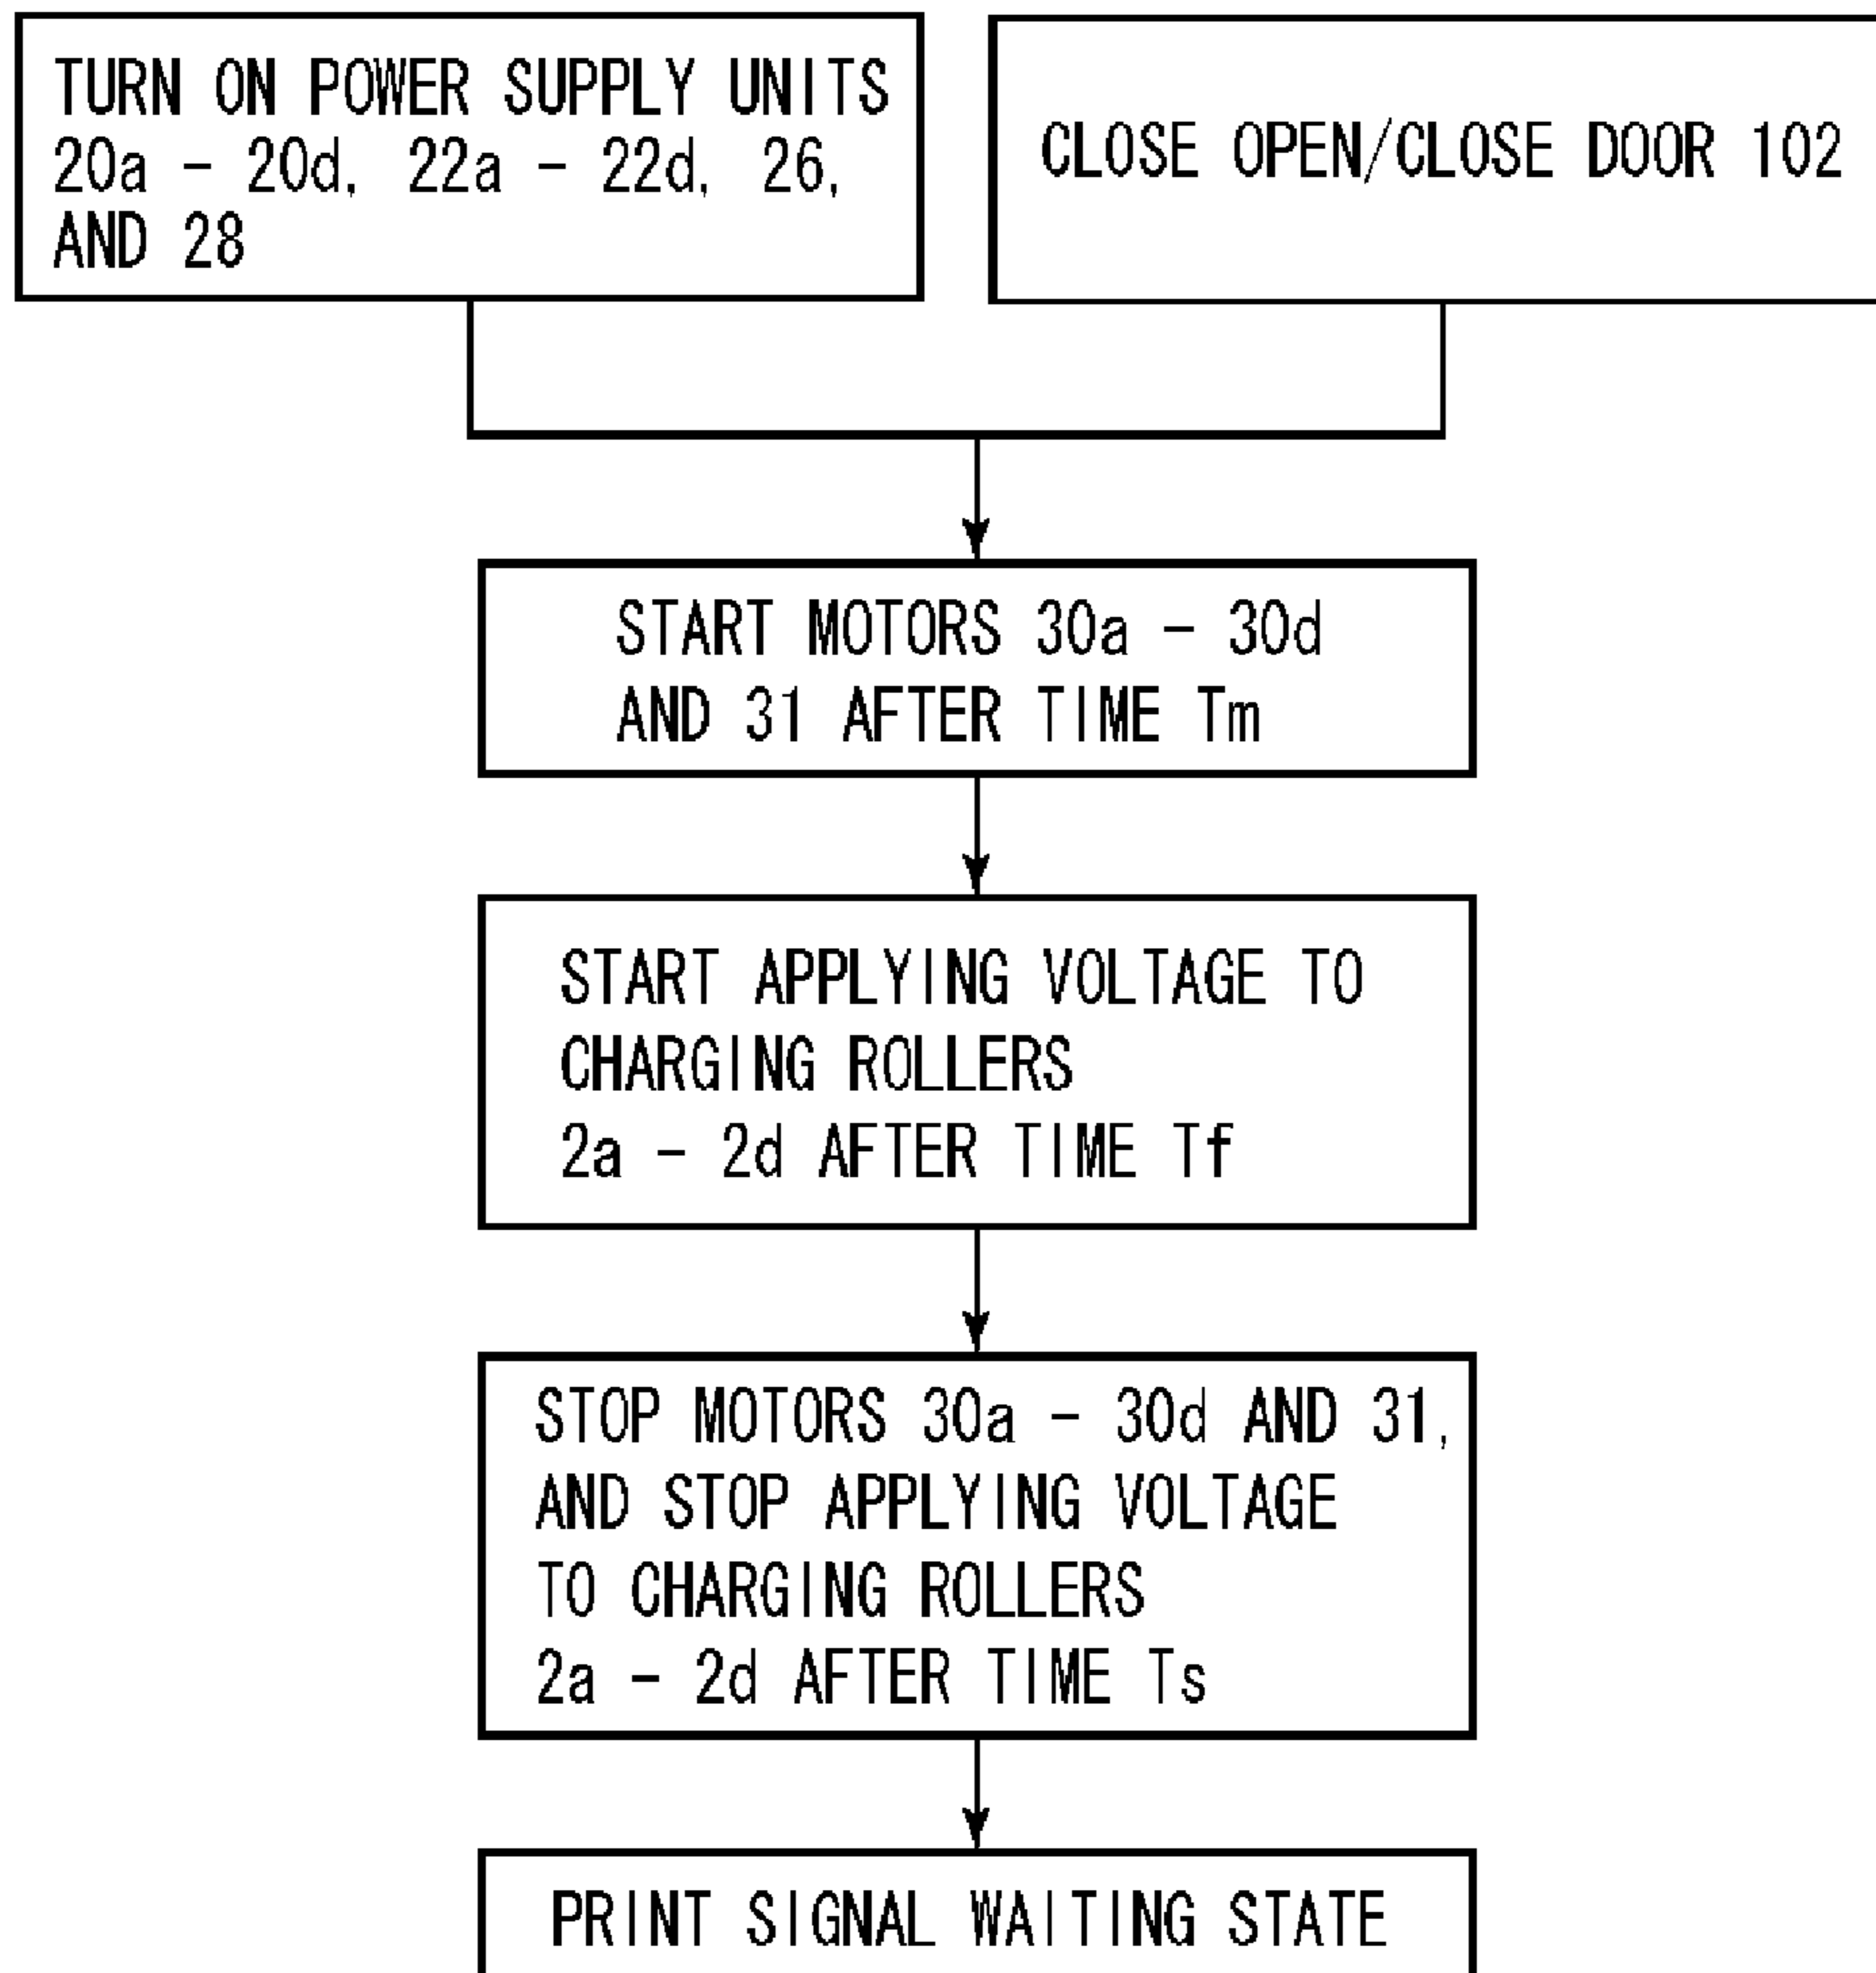 TURN ON POWER SUPPLY UNITS
20a - 20d, 22a - 22d, 26,
AND 28
CLOSE OPEN/CLOSE DOOR 102
START MOTORS 30a - 30d
AND 31 AFTER TIME Tm
START APPLYING VOLTAGE TO
CHARGING ROLLERS
2a - 2d AFTER TIME Tf
STOP MOTORS 30a - 30d AND 31,
AND STOP APPLYING VOLTAGE
TO CHARGING ROLLERS
2a - 2d AFTER TIME Ts
PRINT SIGNAL WAITING STATE